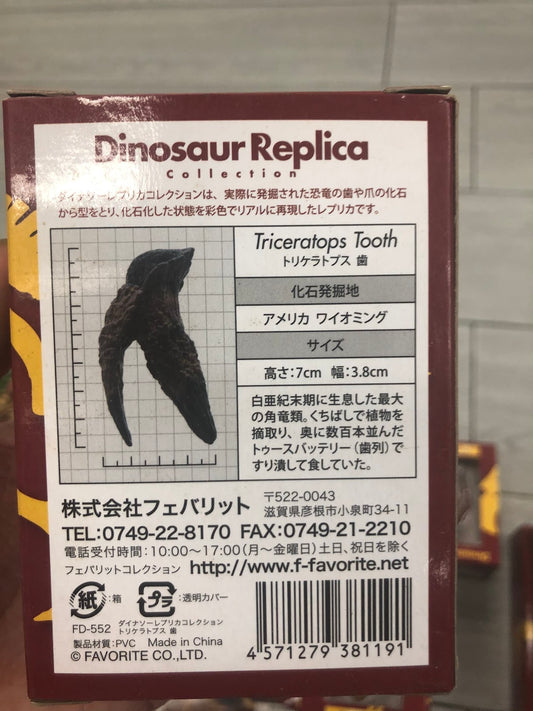 Dinosaur Replica
Collection
ダイナソーレプリカコレクションは、実際に発掘された恐竜の歯や爪の化石
から型をとり、化石化した状態を彩色でリアルに再現したレプリカです。
Triceratops Tooth
トリケラトプス 歯
化石発掘地
アメリカ ワイオミング
サイズ
高さ:7cm 幅:3.8cm
白亜紀末期に生息した最大
の角竜類。くちばしで植物を
摘取り、奥に数百本並んだ
トゥースバッテリー(歯列)で
すり潰して食していた。
株式会社フェバリット
〒522-0043
滋賀県彦根市小泉町34-11
TEL:0749-22-8170 FAX:0749-21-2210
電話受付時間:10:00~17:00(月~金曜日)土日、祝日を除く
フェバリットコレクション http://www.f-favorite.net
紙:箱
プラ:透明カバー
FD-552 ダイナソーレプリカコレクション
トリケラトプス 歯
製品材質:PVC Made in China
© FAVORITE CO.,LTD.
4 571279 381191